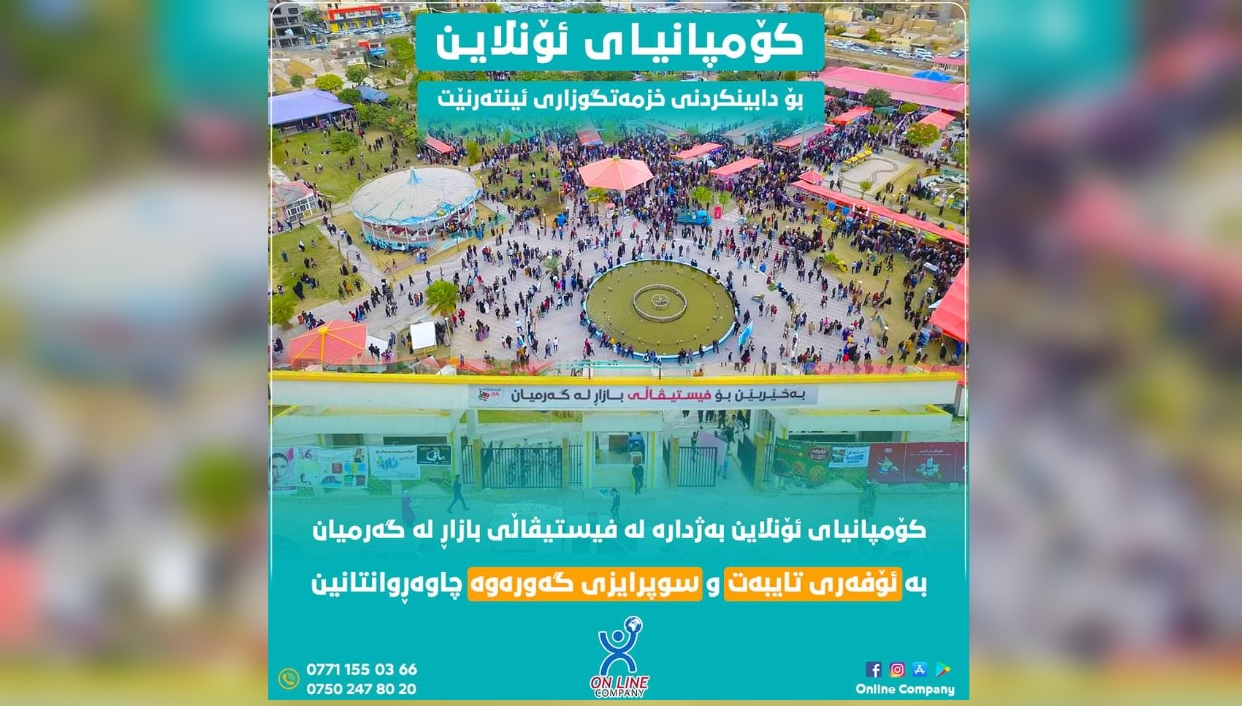 کۆمپانیای ئۆنلاین
بۆ دابینکردنی خزمەتگوزاری ئینتەرنێت
بەخێربێن بۆ فیستیڤاڵی بازاڕ لە گەرمیان
کۆمپانیای ئۆنلاین بەژدارە لە فیستیڤاڵی بازاڕ لە گەرمیان
بە ئۆفەری تایبەت و سوپرایزی گەورەوە چاوەڕوانتانین
0771 155 03 66
0750 247 80 20
ON LINE
COMPANY
Online Company